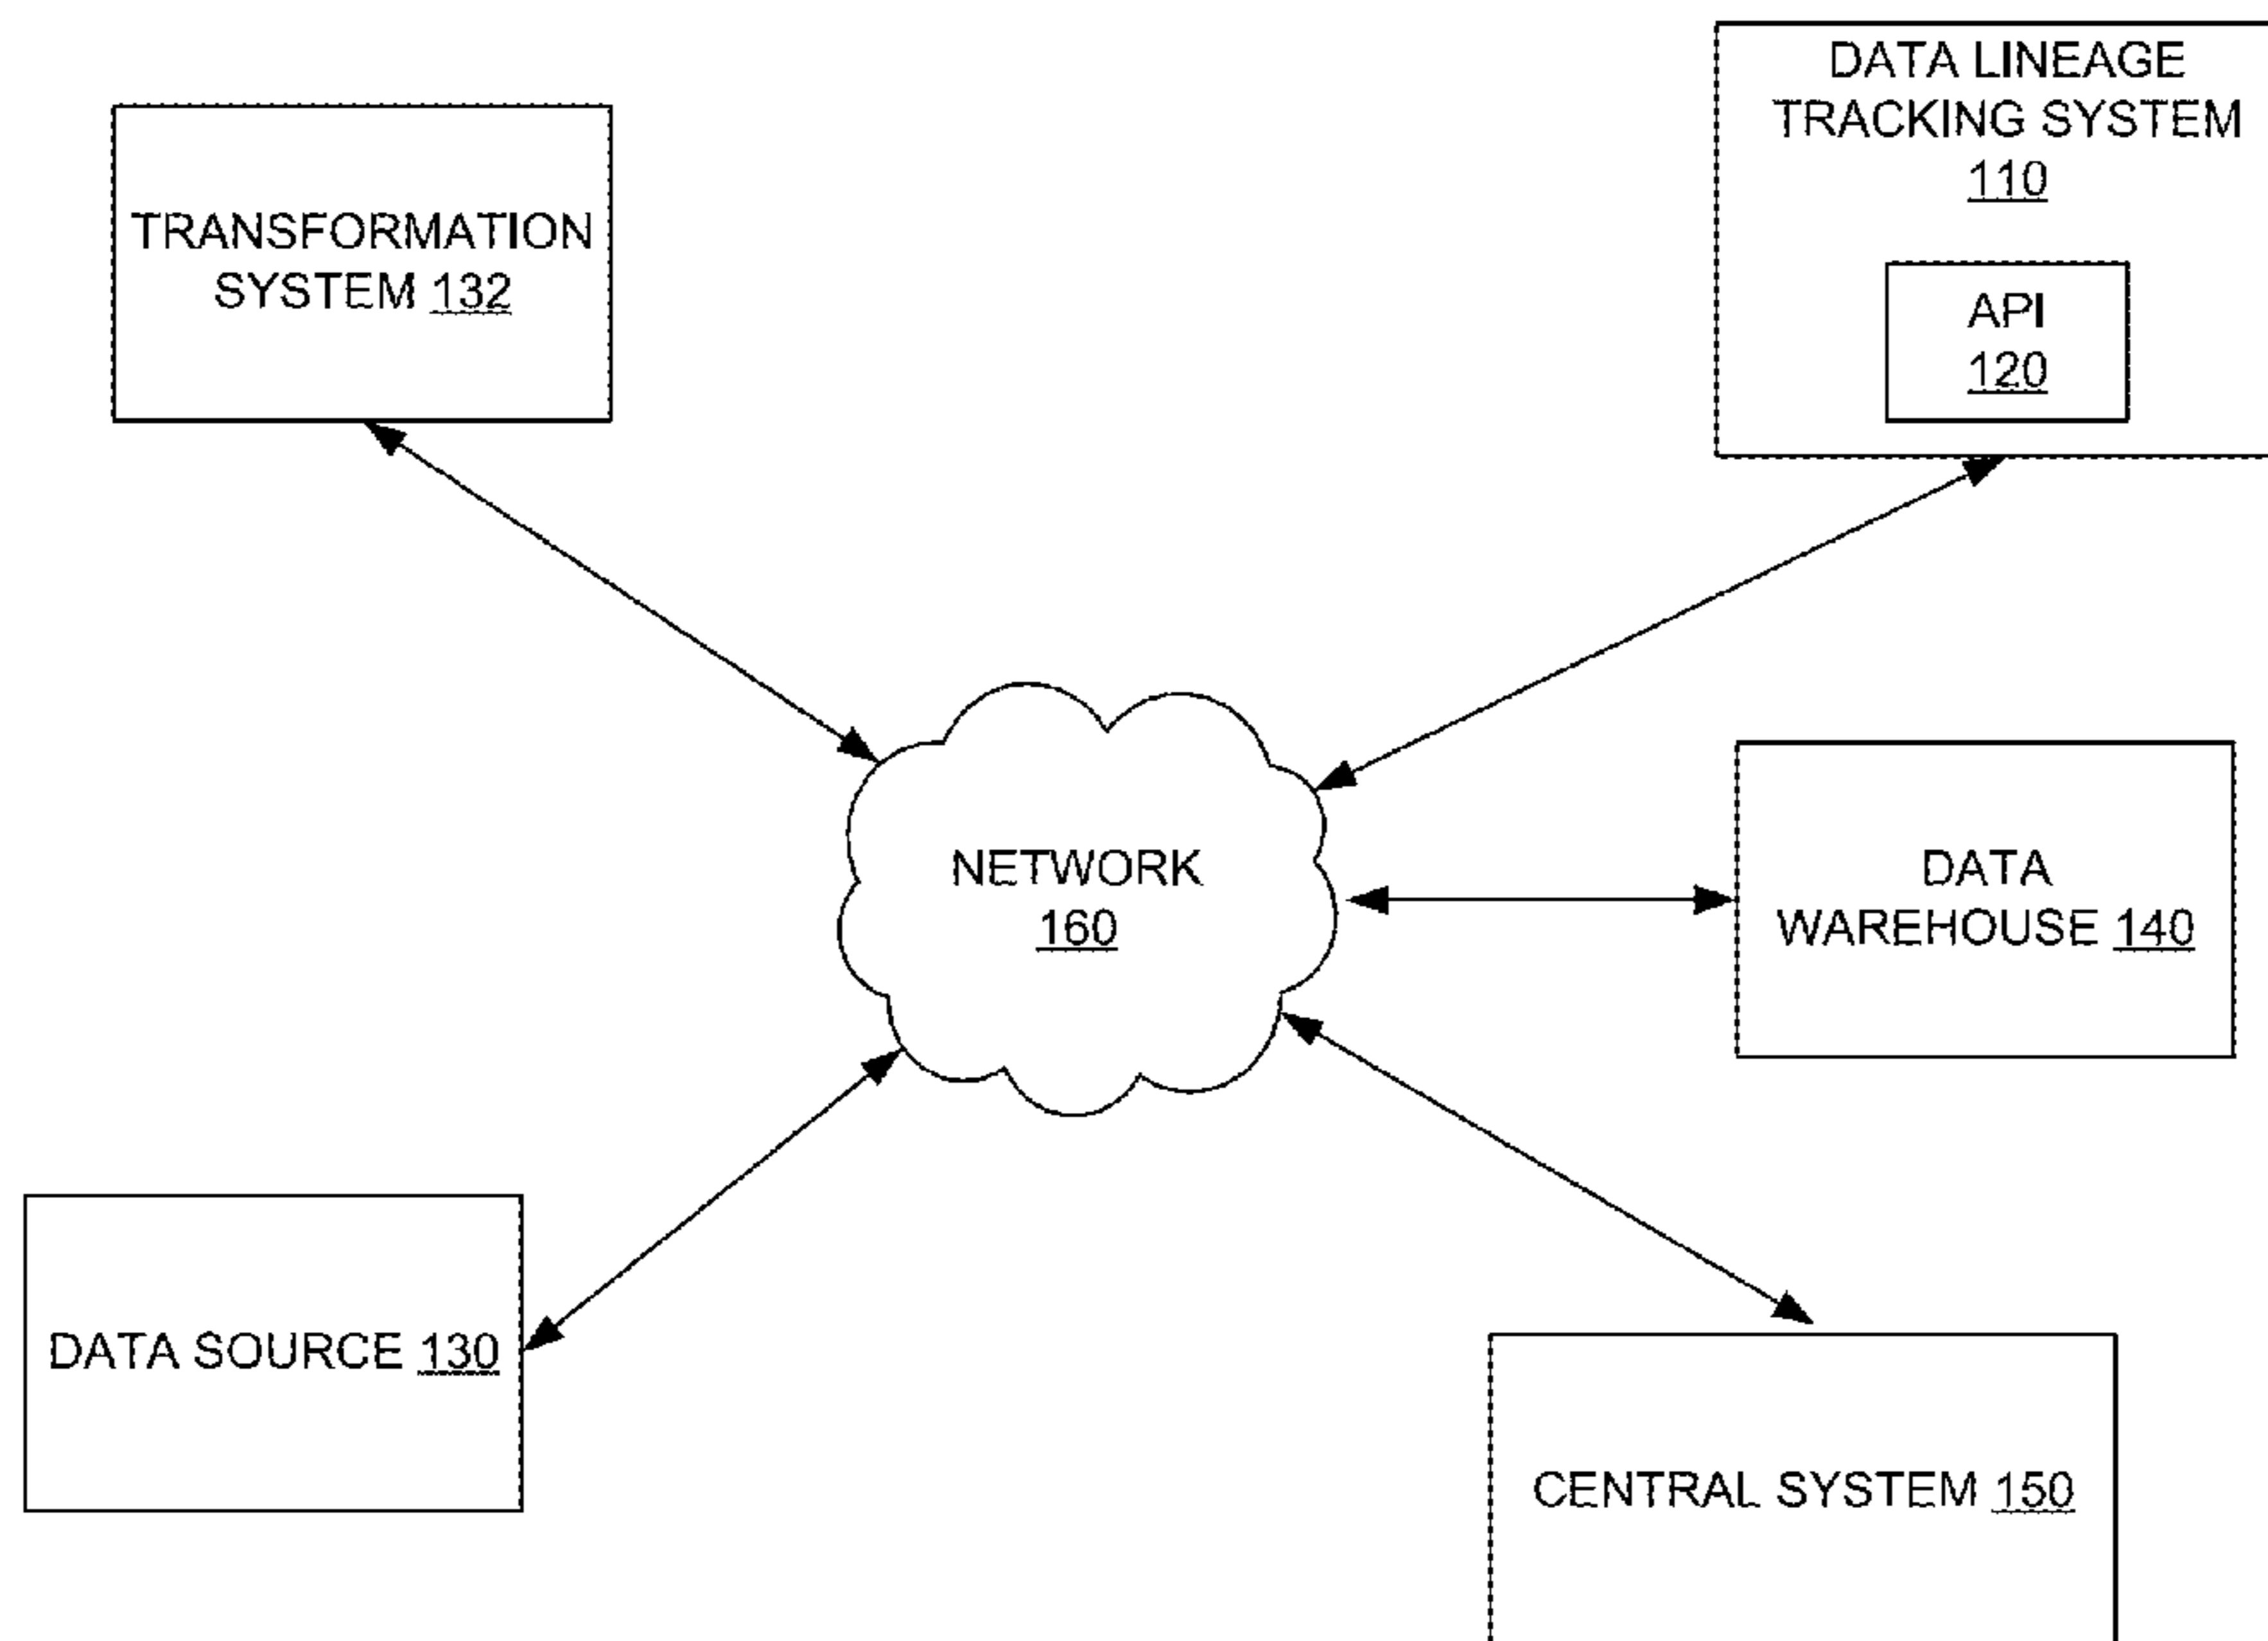 DATA LINEAGE
TRACKING SYSTEM
110
API
120
TRANSFORMATION
SYSTEM 132
NETWORK
160
DATA
WAREHOUSE 140
DATA SOURCE 130
CENTRAL SYSTEM 150